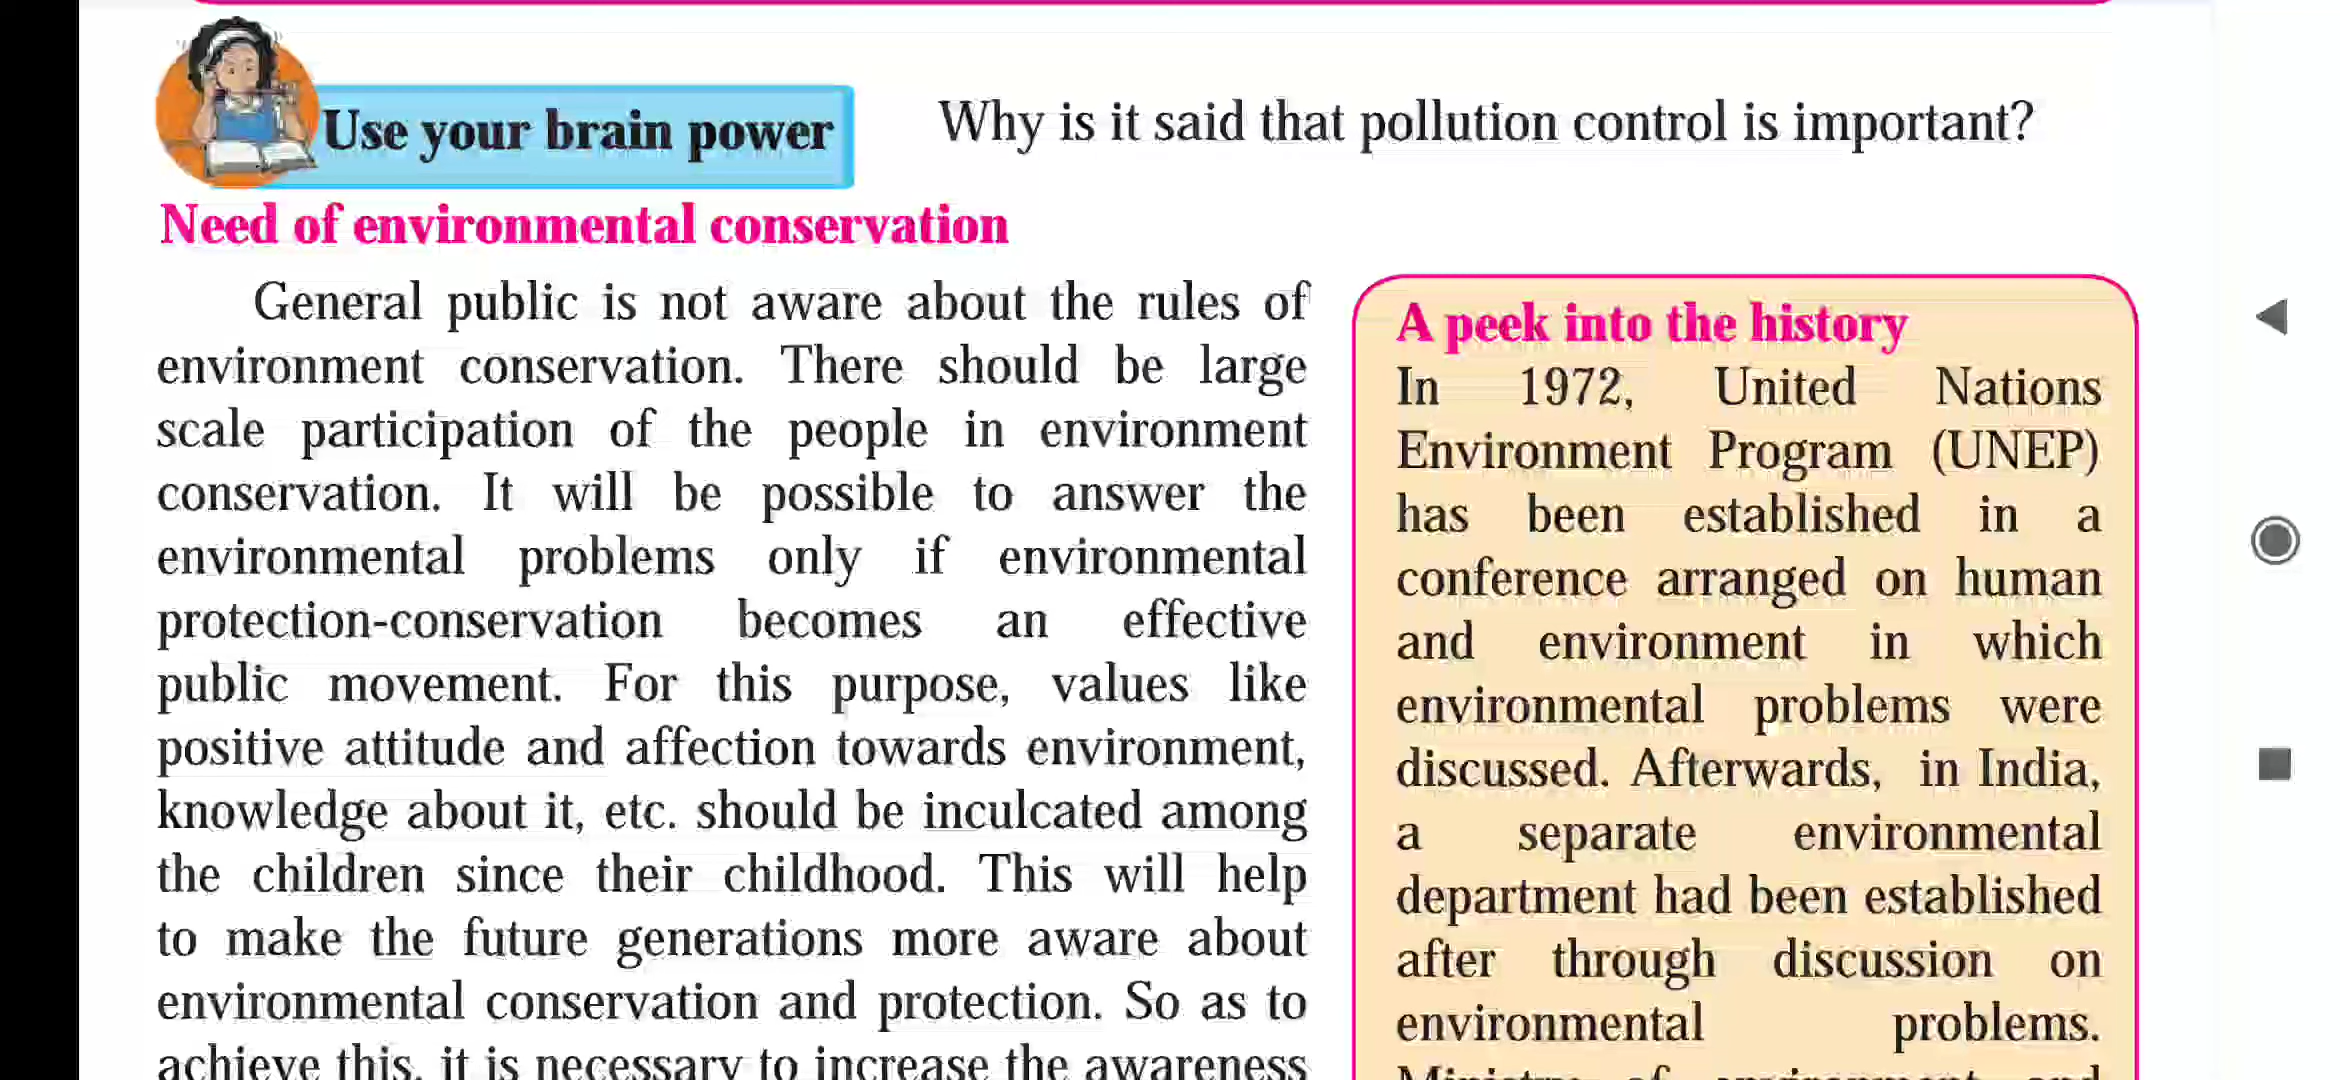 Use your brain power
Why is it said that pollution control is important?
Need of environmental conservation
General public is not aware about the rules of
environment conservation. There should be large
scale participation of the people in environment
conservation. It will be possible to answer the
environmental problems only if environmental
protection-conservation becomes an effective
public movement. For this purpose, values like
positive attitude and affection towards environment,
knowledge about it, etc. should be inculcated among
the children since their childhood. This will help
to make the future generations more aware about
environmental conservation and protection. So as to
achieve this, it is necessary to increase the awareness
A peek into the history
In 1972, United Nations
Environment Program (UNEP)
has been established in a
conference arranged on human
and environment in which
environmental problems were
discussed. Afterwards, in India,
a separate environmental
department had been established
after through discussion on
environmental problems.
Ministry of environment and